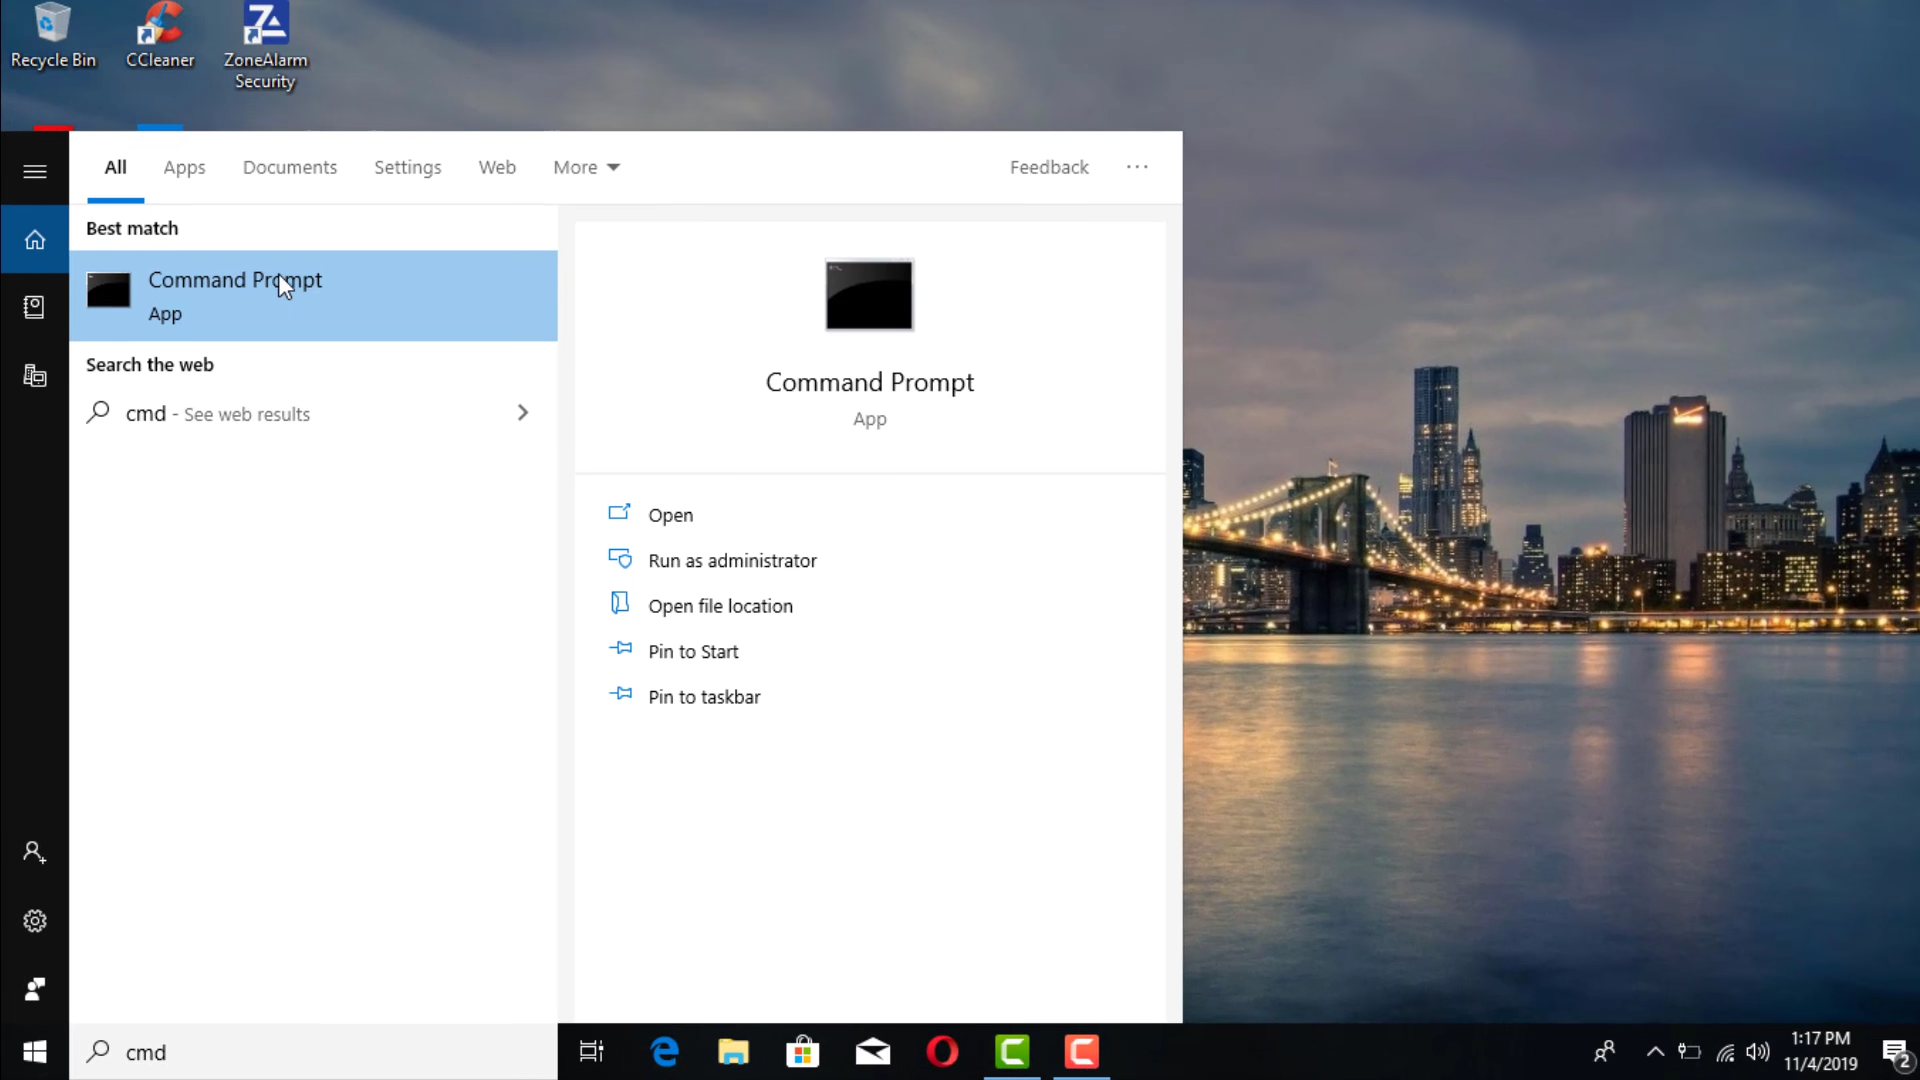 Recycle Bin
CCleaner
ZoneAlarm
Security
All
Apps
Documents
Settings
Web
More
Feedback
Best match
Command Prompt
App
Search the web
cmd - See web results
Command Prompt
App
Open
Run as administrator
Open file location
Pin to Start
Pin to taskbar
cmd
1:17 PM
11/4/2019
2